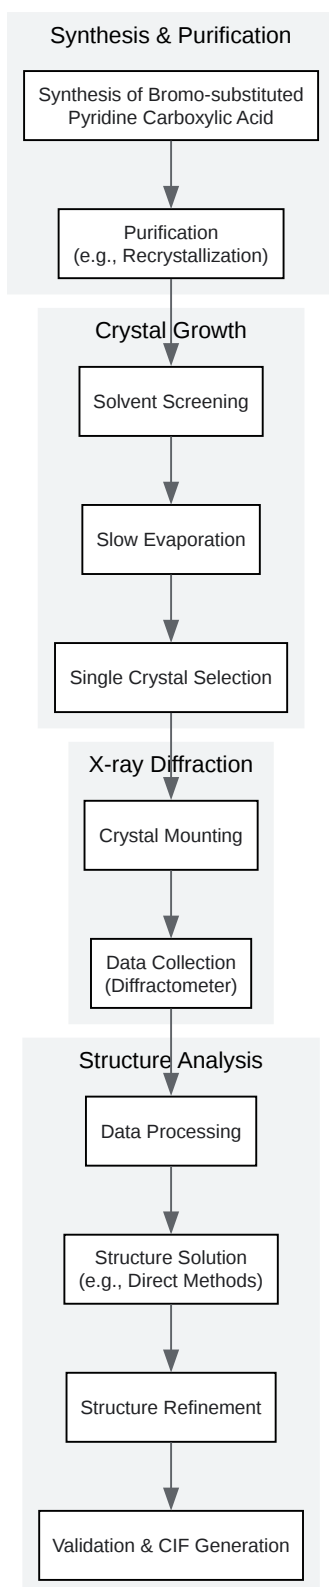 Synthesis & Purification
Synthesis of Bromo-substituted
Pyridine Carboxylic Acid
Purification
(e.g., Recrystallization)
Crystal Growth
Solvent Screening
Slow Evaporation
Single Crystal Selection
X-ray Diffraction
Crystal Mounting
Data Collection
(Diffractometer)
Structure Analysis
Data Processing
Structure Solution
(e.g., Direct Methods)
Structure Refinement
Validation & CIF Generation